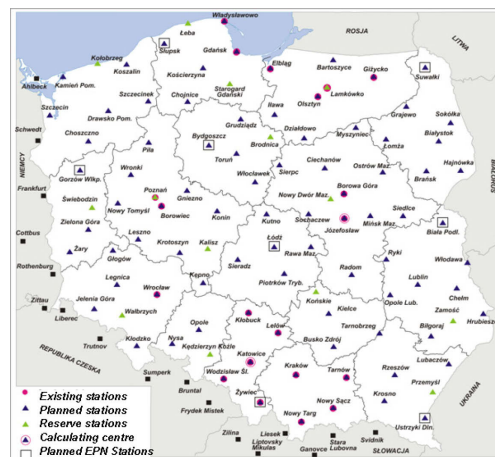 Łeba
Władysławowo
Słupsk
Gdańsk
ROSJA
LITWA
Kołobrzeg
Koszalin
Kościerzyna
Elbląg
Bartoszyce
Giżycko
Suwałki
Ahlbeck
Kamień Pom.
Starogard
Gdański
Lamkówko
Olsztyn
Szczecin
Szczecinek
Chojnice
Iława
Grajewo
Sokółka
Drawsko Pom.
Grudziądz
Działdowo
Myszyniec
Białystok
Schwedt
Choszczno
Piła
Bydgoszcz
Brodnica
Łomża
Toruń
Sierpc
Ciechanów
Ostrów Maz.
Hajnówka
NIEMCY
Gorzów Wlkp.
Wronki
Włocławek
Brańsk
BIAŁORUŚ
Frankfurt
Świebodzin
Poznań
Gniezno
Nowy Dwór Maz.
Borowa Góra
Nowy Tomyśl
Borowiec
Konin
Kutno
Sochaczew
Józefosław
Mińsk Maz.
Siedlce
Biała Podl.
Zielona Góra
Cottbus
Leszno
Krotoszyn
Kalisz
Łódź
Żary
Głogów
Sieradz
Rawa Maz.
Radom
Ryki
Włodawa
Rothenburg
Legnica
Kępno
Piotrków Tryb.
Lublin
Zittau
Jelenia Góra
Wrocław
Końskie
Opole Lub.
Chełm
Liberec
Wałbrzych
Opole
Kłobuck
Kielce
Zamość
Hrubieszów
Trutnov
Kłodzko
Nysa
Lelów
Busko Zdrój
Tarnobrzeg
Biłgoraj
REPUBLIKA CZESKA
Kędzierzyn Koźle
Katowice
Lubaczów
Sumperk
Wodzisław Śl.
Kraków
Tarnów
Rzeszów
Przemyśl
Bruntal
Żywiec
Nowy Sącz
Krosno
UKRAINA
Frydek Mistek
Nowy Targ
Ustrzyki Dln.
Zilina
Liesek
Liptovsky
Mikulas
Stara
Lubovna
Ganovce
Svidnik
SŁOWACJA
Existing stations
Planned stations
Reserve stations
Calculating centre
Planned EPN Stations